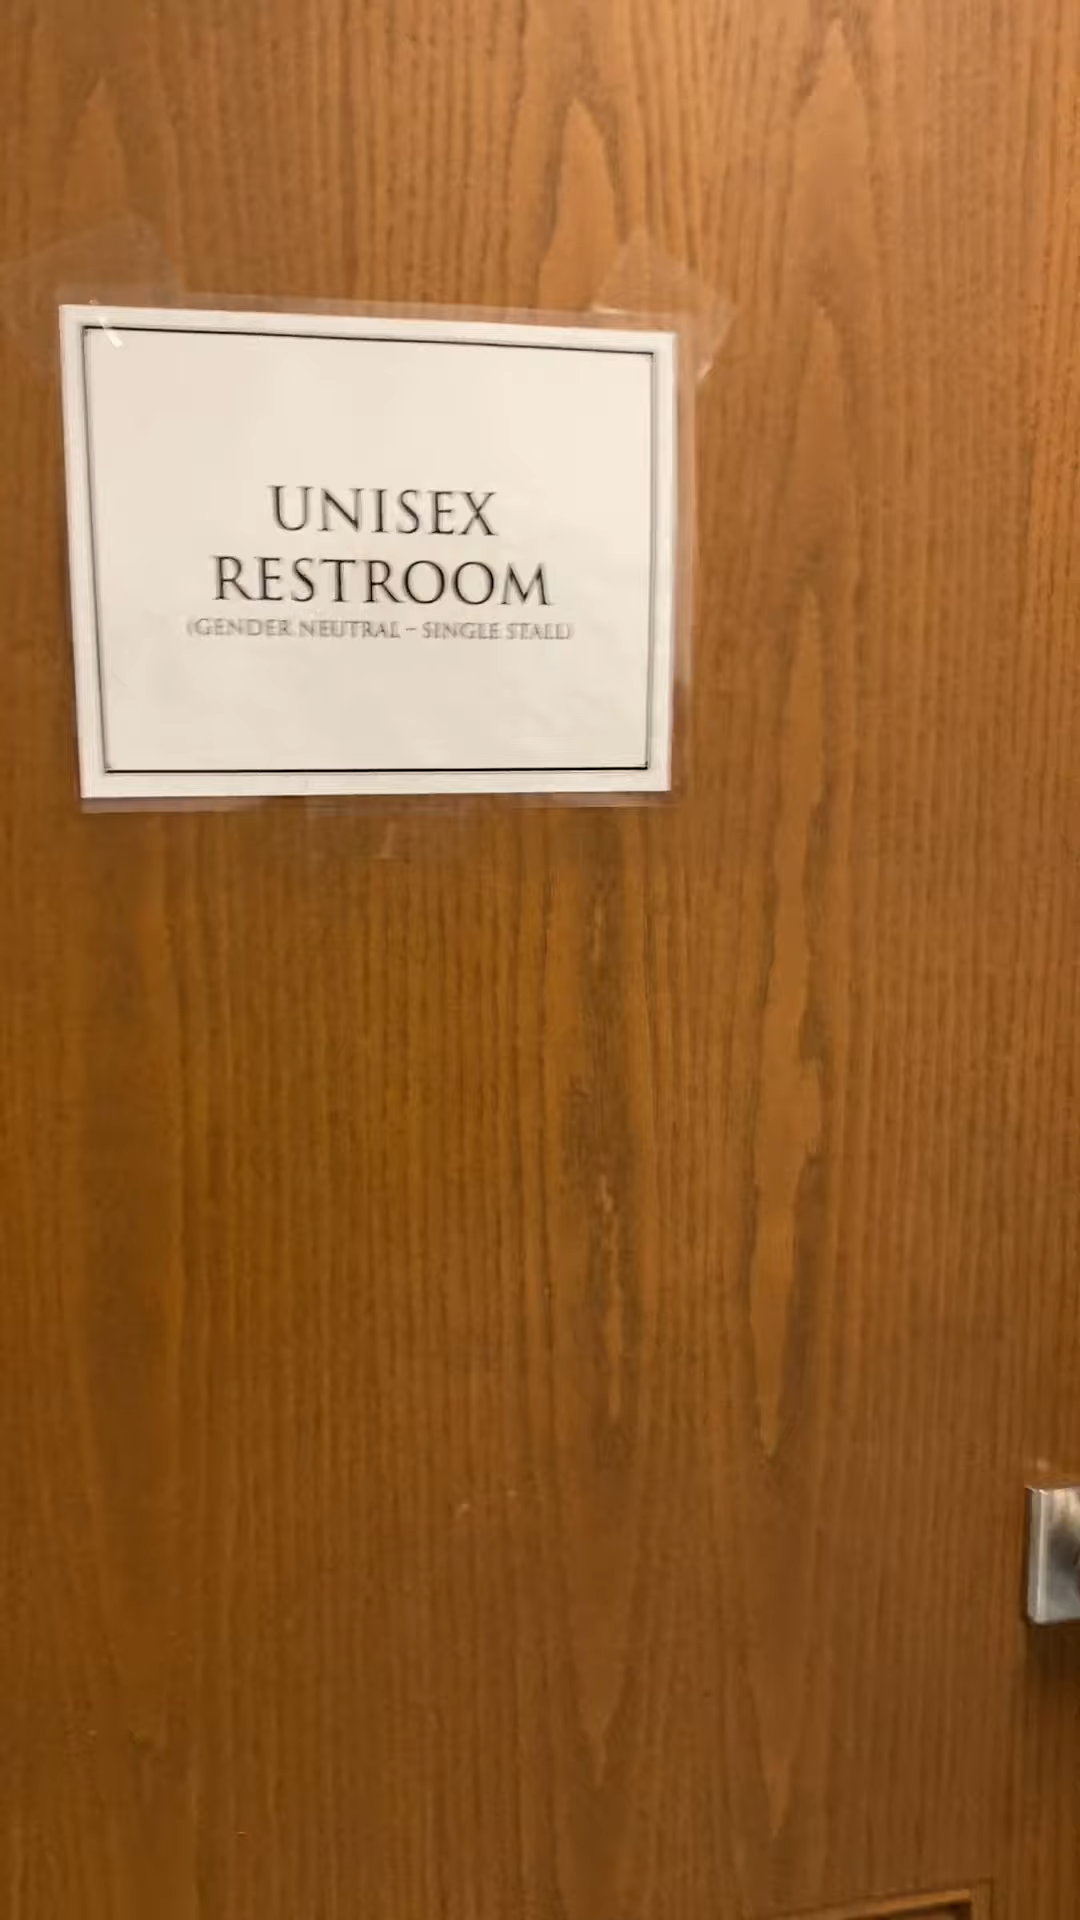 UNISEX
RESTROOM
(GENDER NEUTRAL – SINGLE STALL)